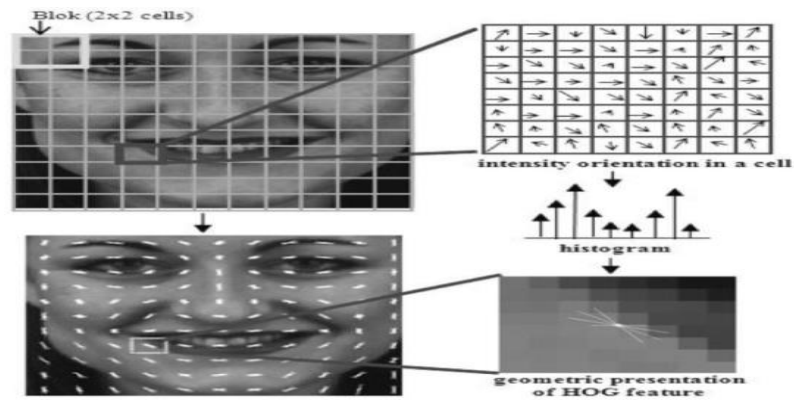 Blok (2x2 cells)
intensity orientation in a cell
histogram
geometric presentation
of HOG feature